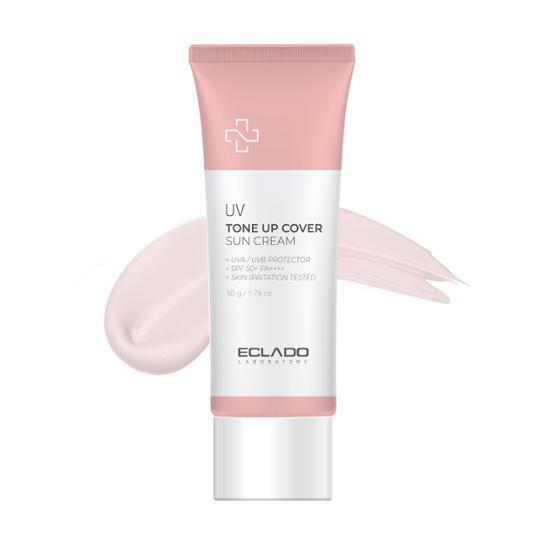 UV
TONE UP COVER
SUN CREAM
+ UVA / UVB PROTECTOR
+ SPF 50+ PA++++
+ SKIN IRRITATION TESTED
50 g / 1.76 oz
ECLADO
LABORATORY